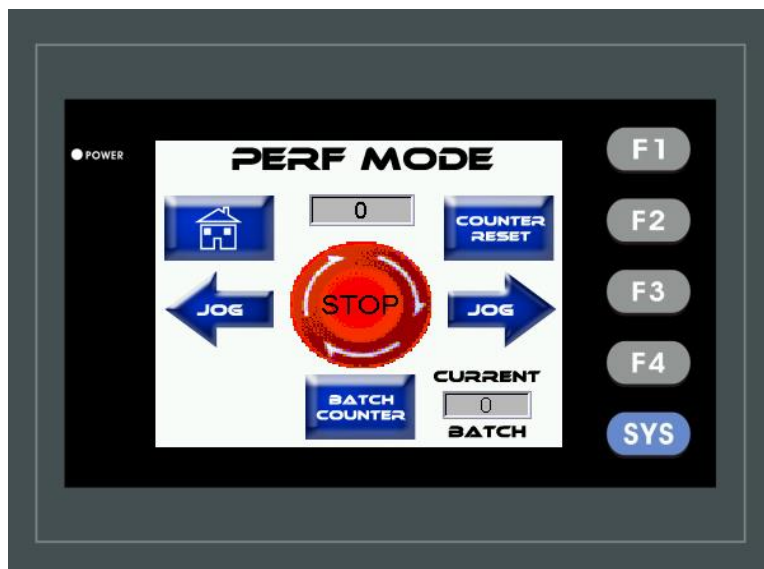 POWER
PERF MODE
0
COUNTER
RESET
JOG
STOP
JOG
BATCH
COUNTER
CURRENT
0
BATCH
F1
F2
F3
F4
SYS